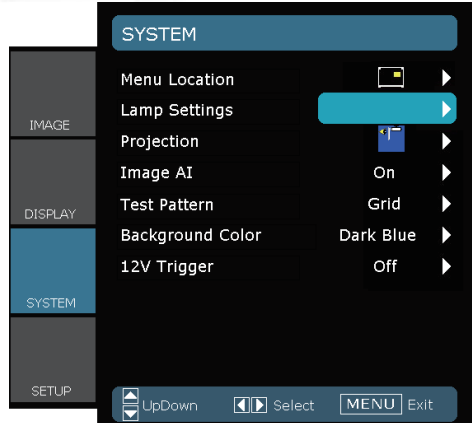 SYSTEM
Menu Location
Lamp Settings
Projection
Image AI On
Test Pattern Grid
Background Color Dark Blue
12V Trigger Off
IMAGE
DISPLAY
SYSTEM
SETUP
UpDown Select MENU Exit